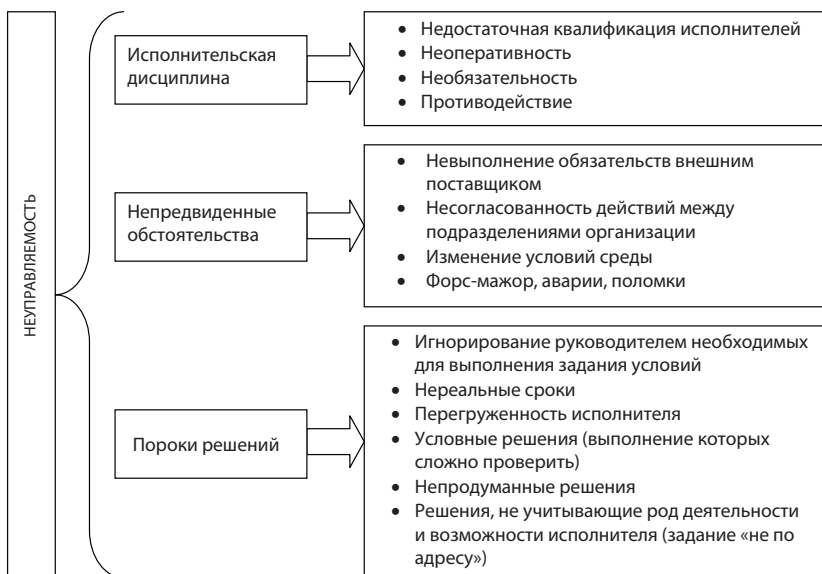 НЕУПРАВЛЯЕМОСТЬ
Исполнительская
дисциплина
• Недостаточная квалификация исполнителей
• Неоперативность
• Необязательность
• Противодействие
Непредвиденные
обстоятельства
• Невыполнение обязательств внешним
поставщиком
• Несогласованность действий между
подразделениями организации
• Изменение условий среды
• Форс-мажор, аварии, поломки
Пороки решений
• Игнорирование руководителем необходимых
для выполнения задания условий
• Нереальные сроки
• Перегруженность исполнителя
• Условные решения (выполнение которых
сложно проверить)
• Непродуманные решения
• Решения, не учитывающие род деятельности
и возможности исполнителя (задание «не по
адресу»)